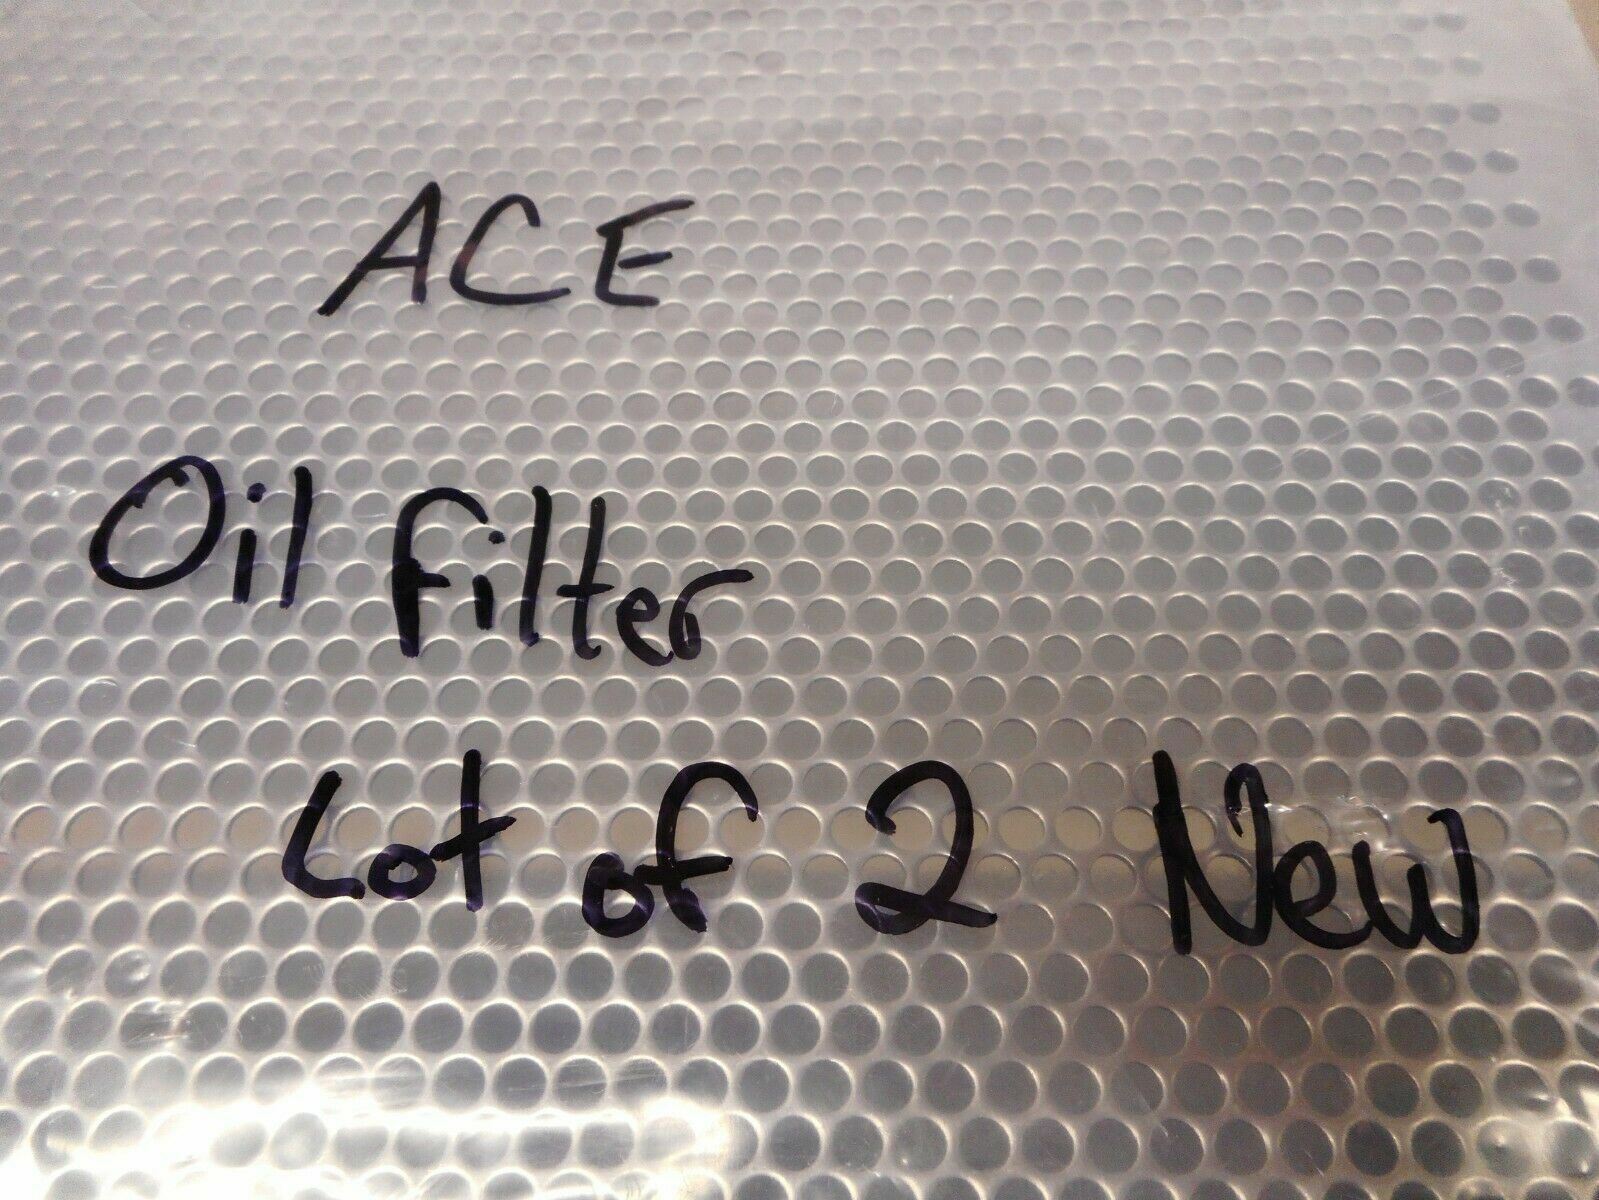 ACE
Oil Filter
Lot of 2 New